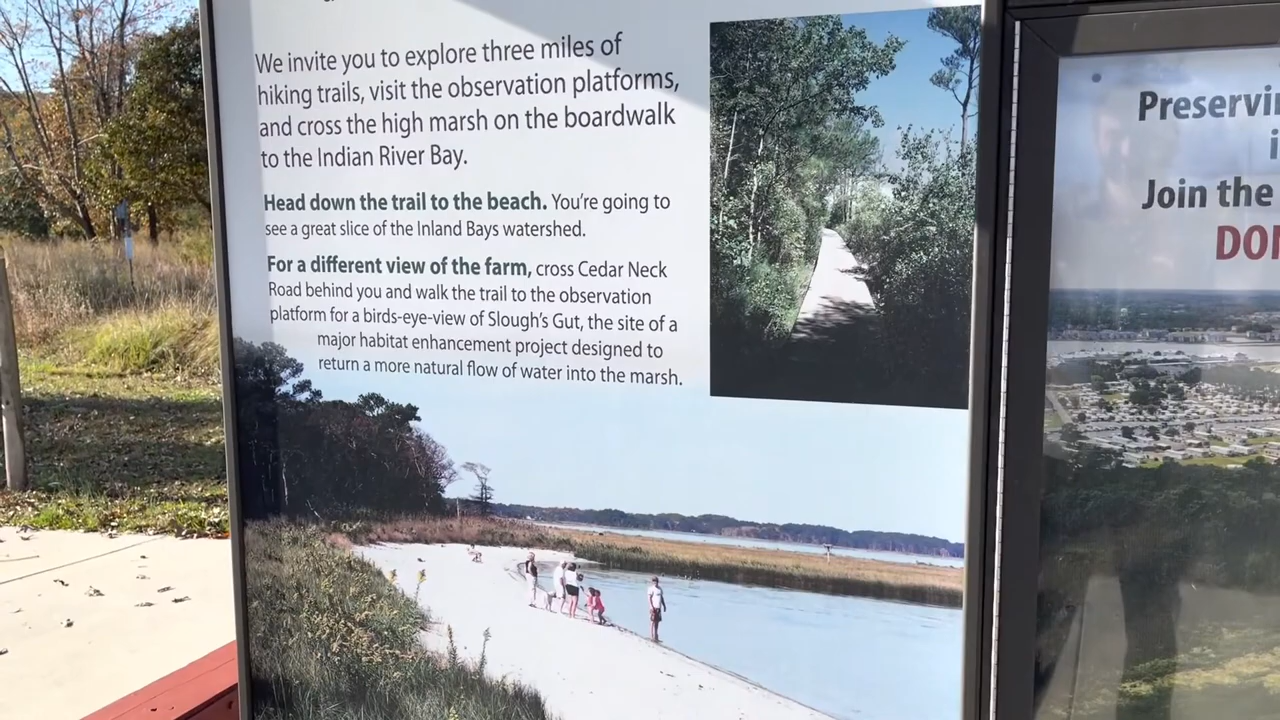 We invite you to explore three miles of
hiking trails, visit the observation platforms,
and cross the high marsh on the boardwalk
to the Indian River Bay.
Head down the trail to the beach. You're going to
see a great slice of the Inland Bays watershed.
For a different view of the farm, cross Cedar Neck
Road behind you and walk the trail to the observation
platform for a birds-eye-view of Slough's Gut, the site of a
major habitat enhancement project designed to
return a more natural flow of water into the marsh.
Join the